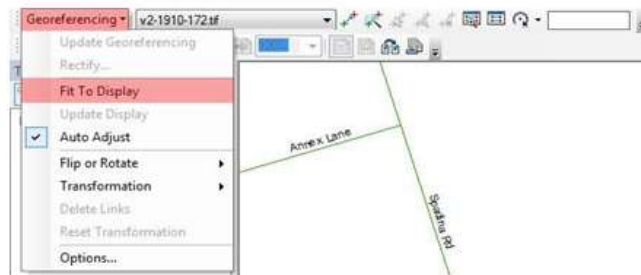 Georeferencing v2-1910-172.tif
Update Georeferencing
Rectify...
Fit To Display
Update Display
Auto Adjust
Flip or Rotate
Transformation
Delete Links
Reset Transformation
Options...
Annex Lane
Spadina Rd